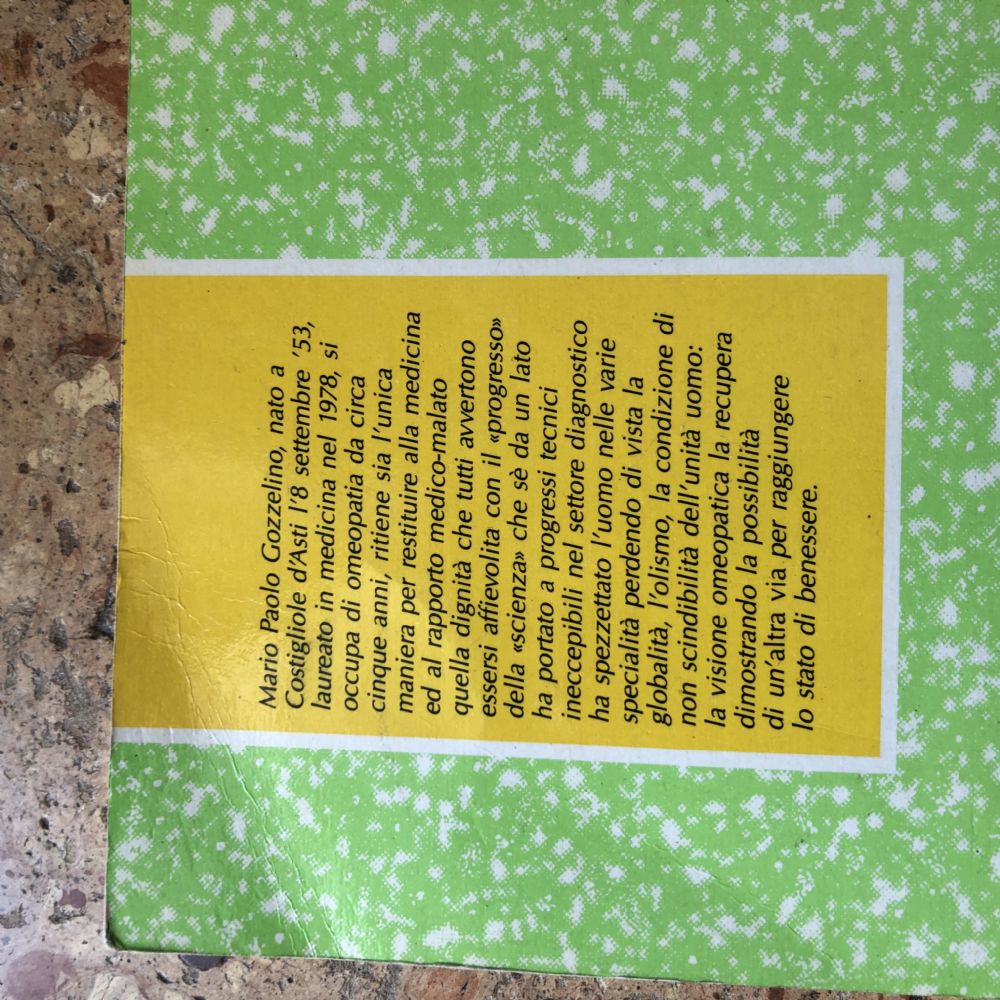 Mario Paolo Gozzelino, nato a
Costigliole d'Asti l'8 settembre '53,
laureato in medicina nel 1978, si
occupa di omeopatia da circa
cinque anni, ritiene sia l'unica
maniera per restituire alla medicina
ed al rapporto medico-malato
quella dignità che tutti avvertono
essersi affievolita con il «progresso»
della «scienza» che sè da un lato
ha portato a progressi tecnici
ineccepibili nel settore diagnostico
ha spezzettato l'uomo nelle varie
specialità perdendo di vista la
globalità, l'olismo, la condizione di
non scindibilità dell'unità uomo:
la visione omeopatica la recupera
dimostrando la possibilità
di un'altra via per raggiungere
lo stato di benessere.